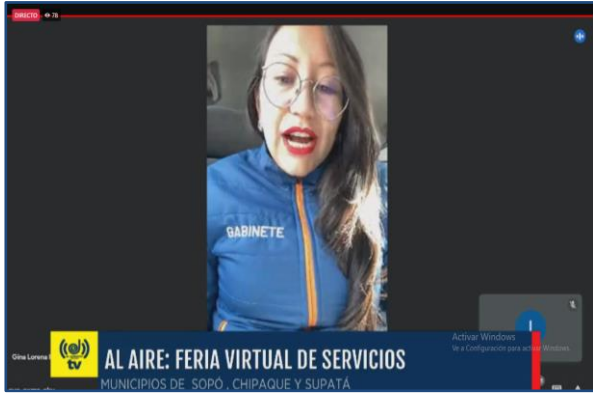 DIRECTO 78
GABINETE
Activar Windows
Ve a Configuración para activar Windows.
Gina Lorena
tv
AL AIRE: FERIA VIRTUAL DE SERVICIOS
MUNICIPIOS DE SOPÓ , CHIPAQUE Y SUPATÁ